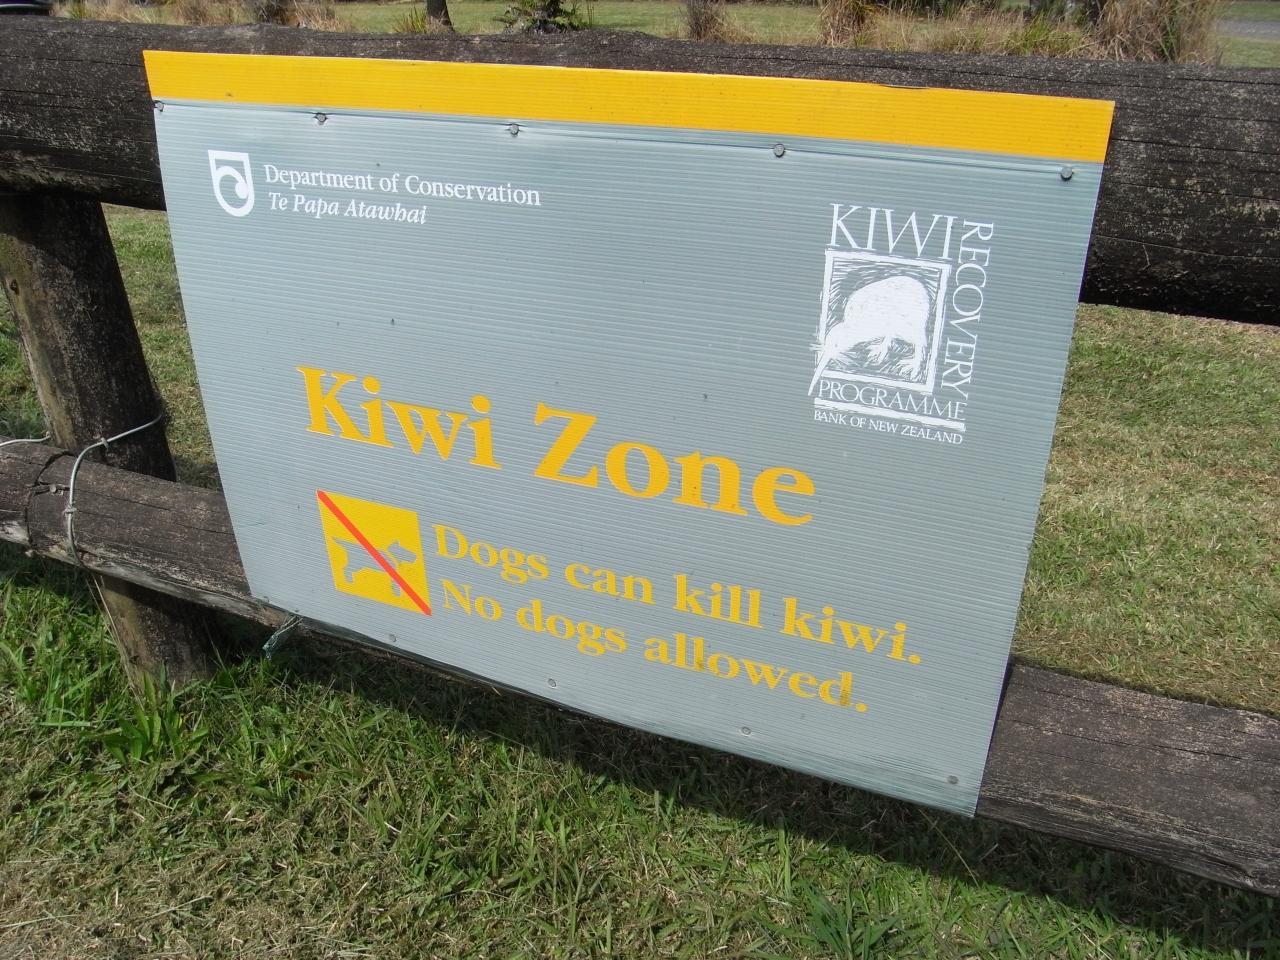 Department of Conservation
Te Papa Atawhai
KIWI
RECOVERY
PROGRAMME
BANK OF NEW ZEALAND
Kiwi Zone
Dogs can kill kiwi.
No dogs allowed.